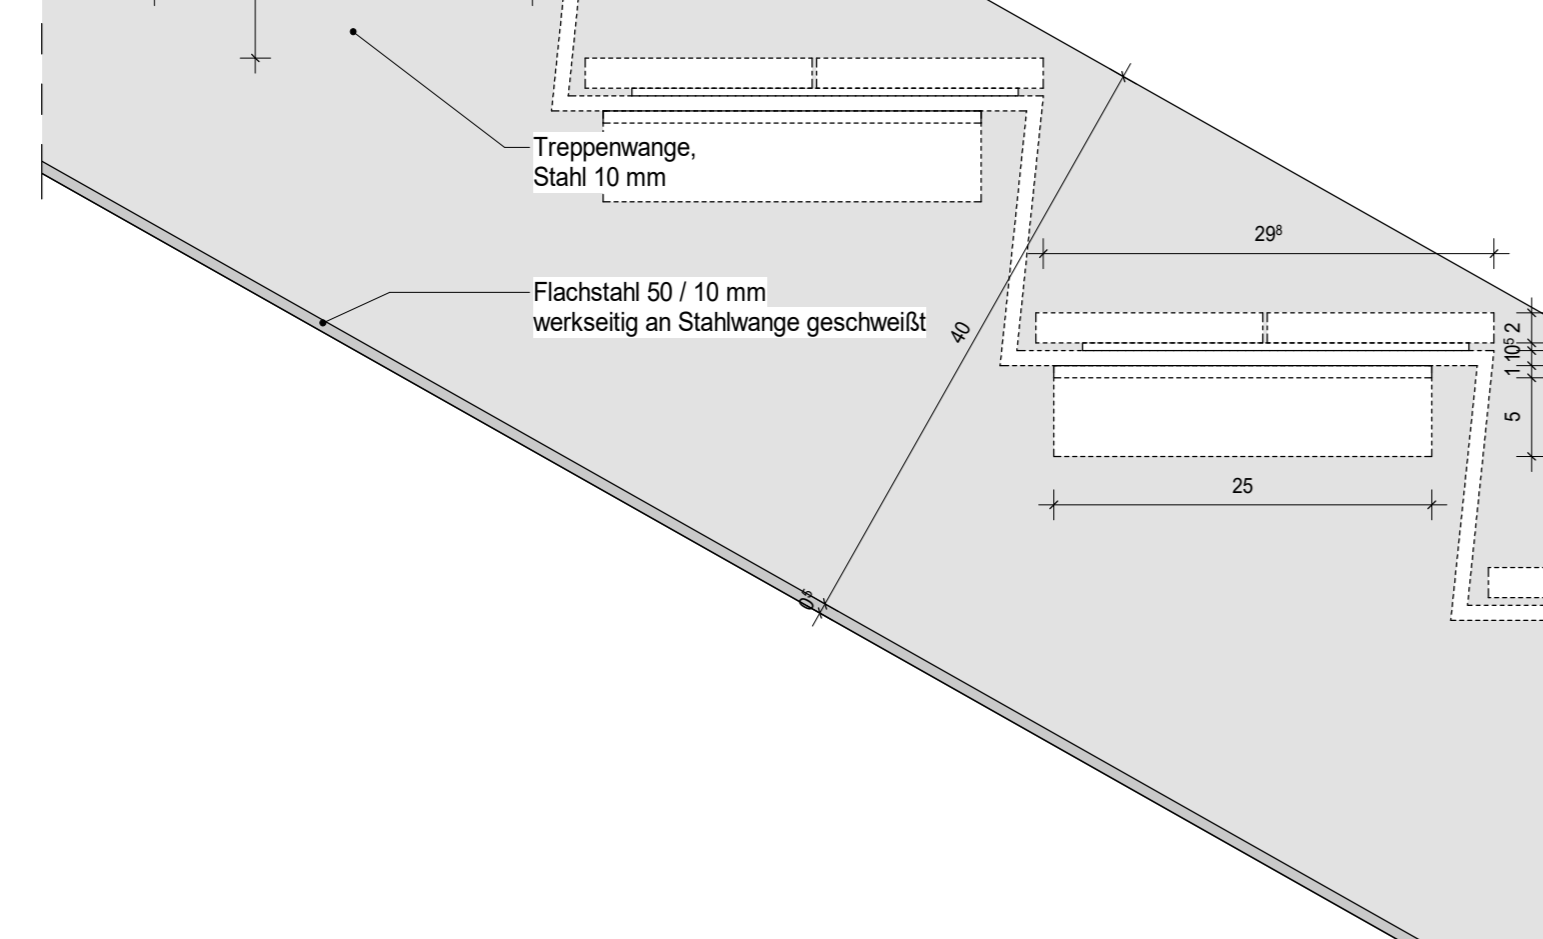 Treppenwange,
Stahl 10 mm
29⁸
Flachstahl 50 / 10 mm
werkseitig an Stahlwange geschweißt
40
2
0⁵
1
1
5
25
0⁵